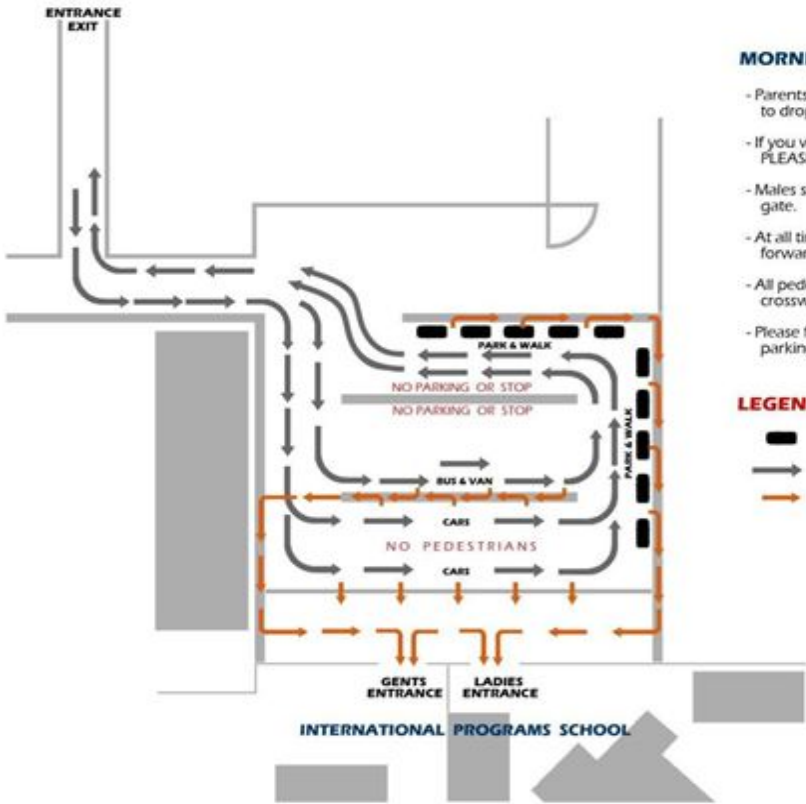 ENTRANCE
EXIT
MORNI
- Parents
to drop
- If you v
PLEAS
- Males s
gate.
- At all ti
forwar
- All ped
crossw
- Please f
parkin
LEGEN
PARK & WALK
NO PARKING OR STOP
NO PARKING OR STOP
PARK & WALK
BUS & VAN
CARS
NO PEDESTRIANS
CARS
GENTS
ENTRANCE
LADIES
ENTRANCE
INTERNATIONAL PROGRAMS SCHOOL